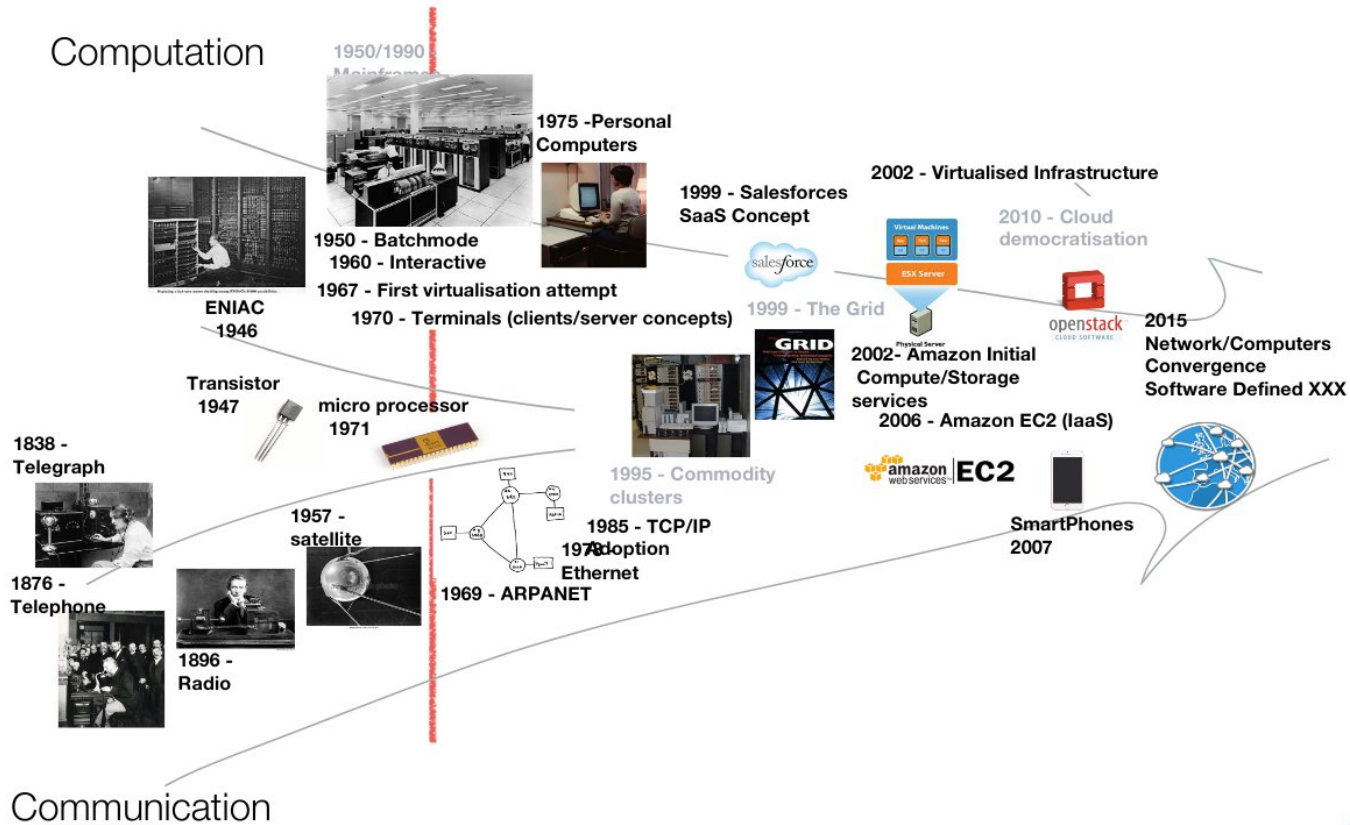 Computation
1950/1990 -
Mainframes
1975 -Personal
Computers
1999 - Salesforces
SaaS Concept
2002 - Virtualised Infrastructure
2010 - Cloud
democratisation
Virtual Machines
ESX Server
Physical Server
salesforce
1950 - Batchmode
1960 - Interactive
1967 - First virtualisation attempt
1970 - Terminals (clients/server concepts)
ENIAC
1946
1999 - The Grid
GRID
openstack
CLOUD SOFTWARE
2015
Network/Computers
Convergence
Software Defined XXX
2002- Amazon Initial
Compute/Storage
services
2006 - Amazon EC2 (IaaS)
amazon
web services™
EC2
Transistor
1947
micro processor
1971
1838 -
Telegraph
1995 - Commodity
clusters
1957 -
satellite
1985 - TCP/IP
Adoption
1978 -
Ethernet
1969 - ARPANET
SmartPhones
2007
1876 -
Telephone
1896 -
Radio
Communication